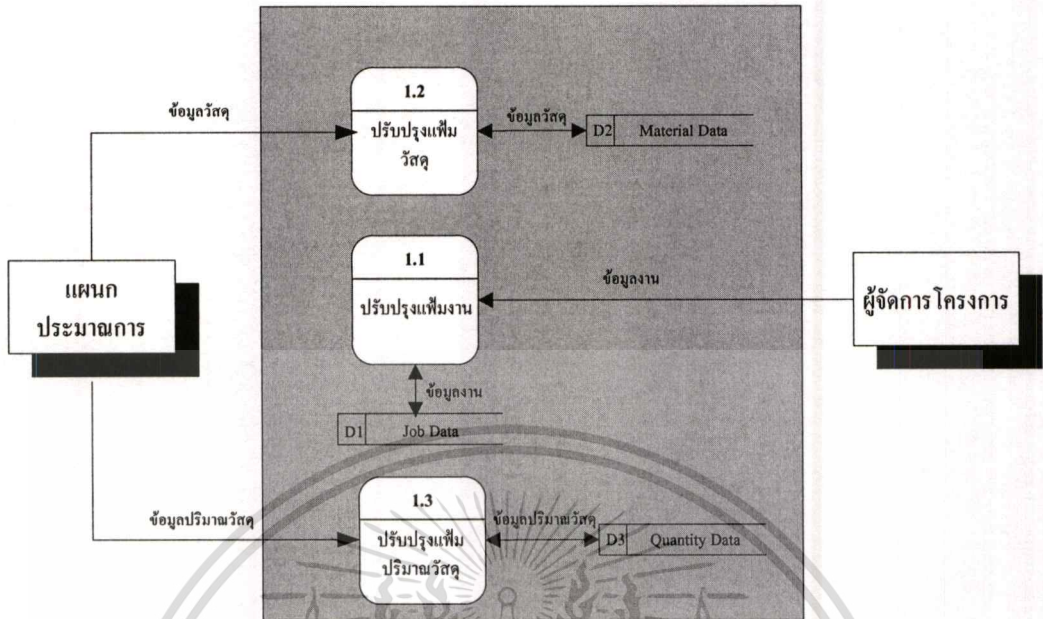 1.2
ข้อมูลวัสดุ
ปรับปรุงแฟ้ม
วัสดุ
ข้อมูลวัสดุ
D2 Material Data
1.1
ปรับปรุงแฟ้มงาน
ข้อมูลงาน
แผนก
ประมาณการ
ผู้จัดการโครงการ
ข้อมูลงาน
D1 Job Data
1.3
ข้อมูลปริมาณวัสดุ
ปรับปรุงแฟ้ม
ปริมาณวัสดุ
ข้อมูลปริมาณวัสดุ
D3 Quantity Data